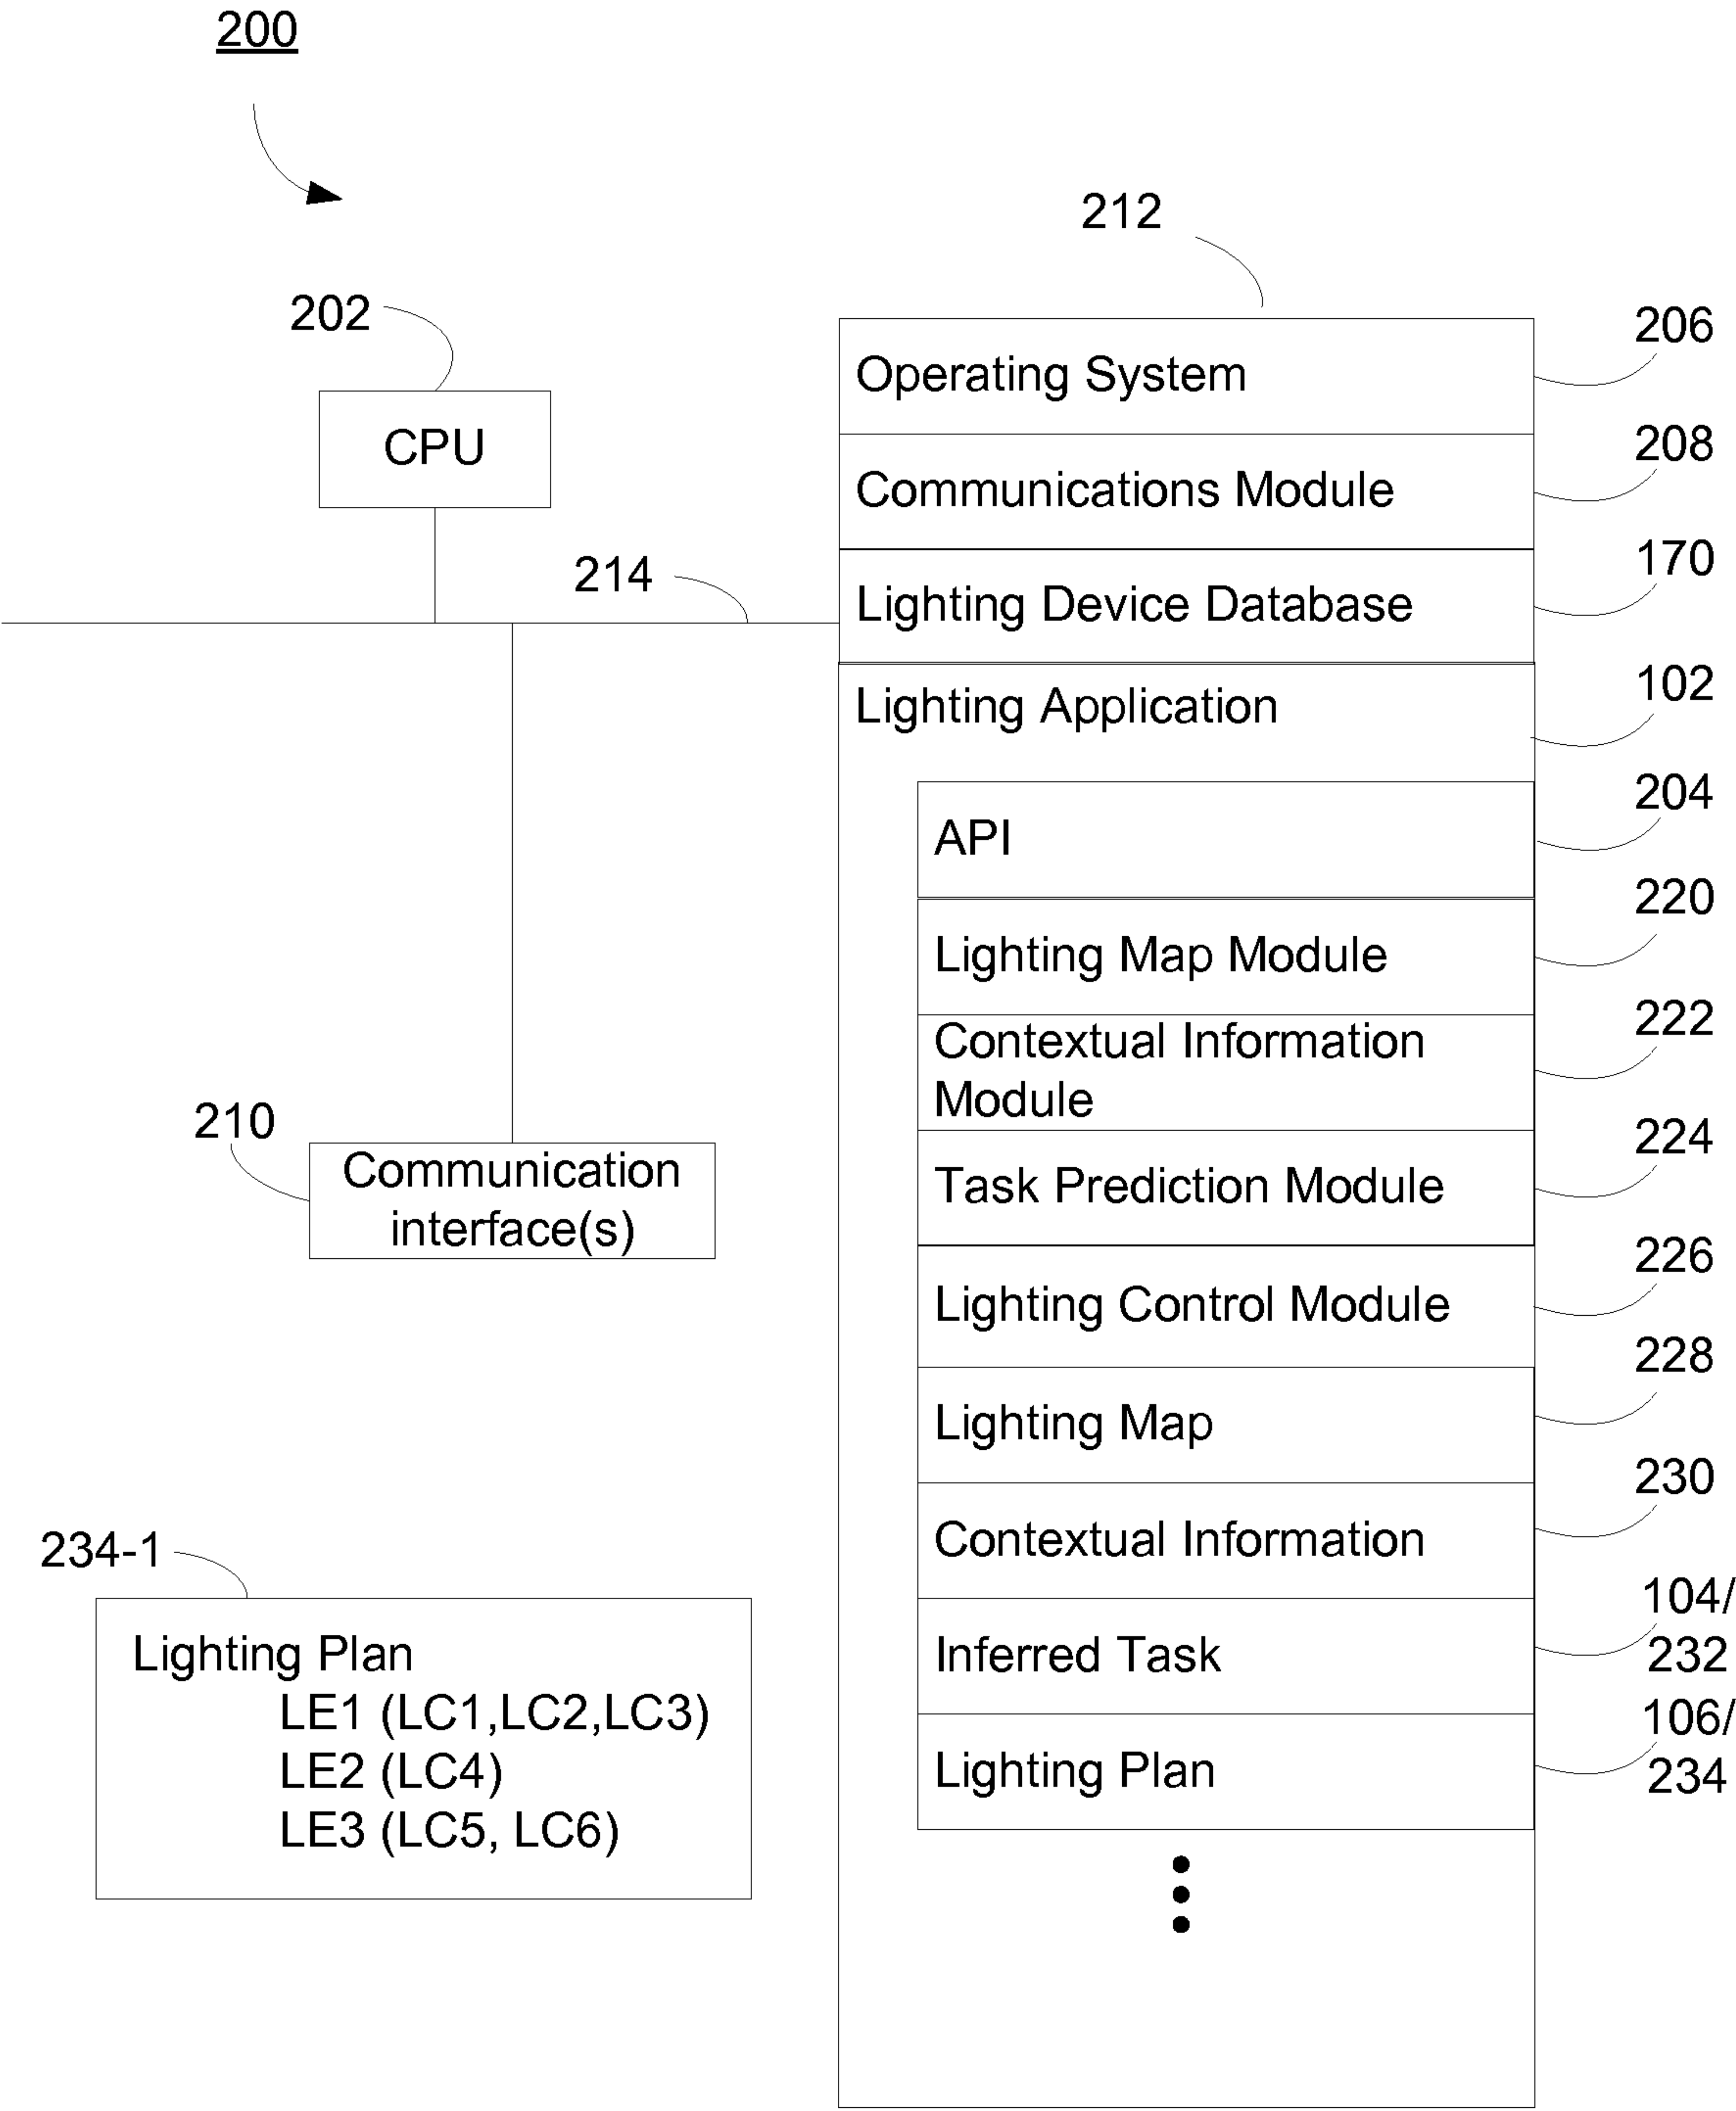 200
212
202
206
Operating System
CPU
208
Communications Module
214
170
Lighting Device Database
102
Lighting Application
204
API
220
Lighting Map Module
222
Contextual Information
Module
210
224
Communication
interface(s)
Task Prediction Module
226
Lighting Control Module
228
Lighting Map
230
Contextual Information
234-1
104/
232
Inferred Task
106/
234
Lighting Plan
Lighting Plan
LE1 (LC1,LC2,LC3)
LE2 (LC4)
LE3 (LC5, LC6)